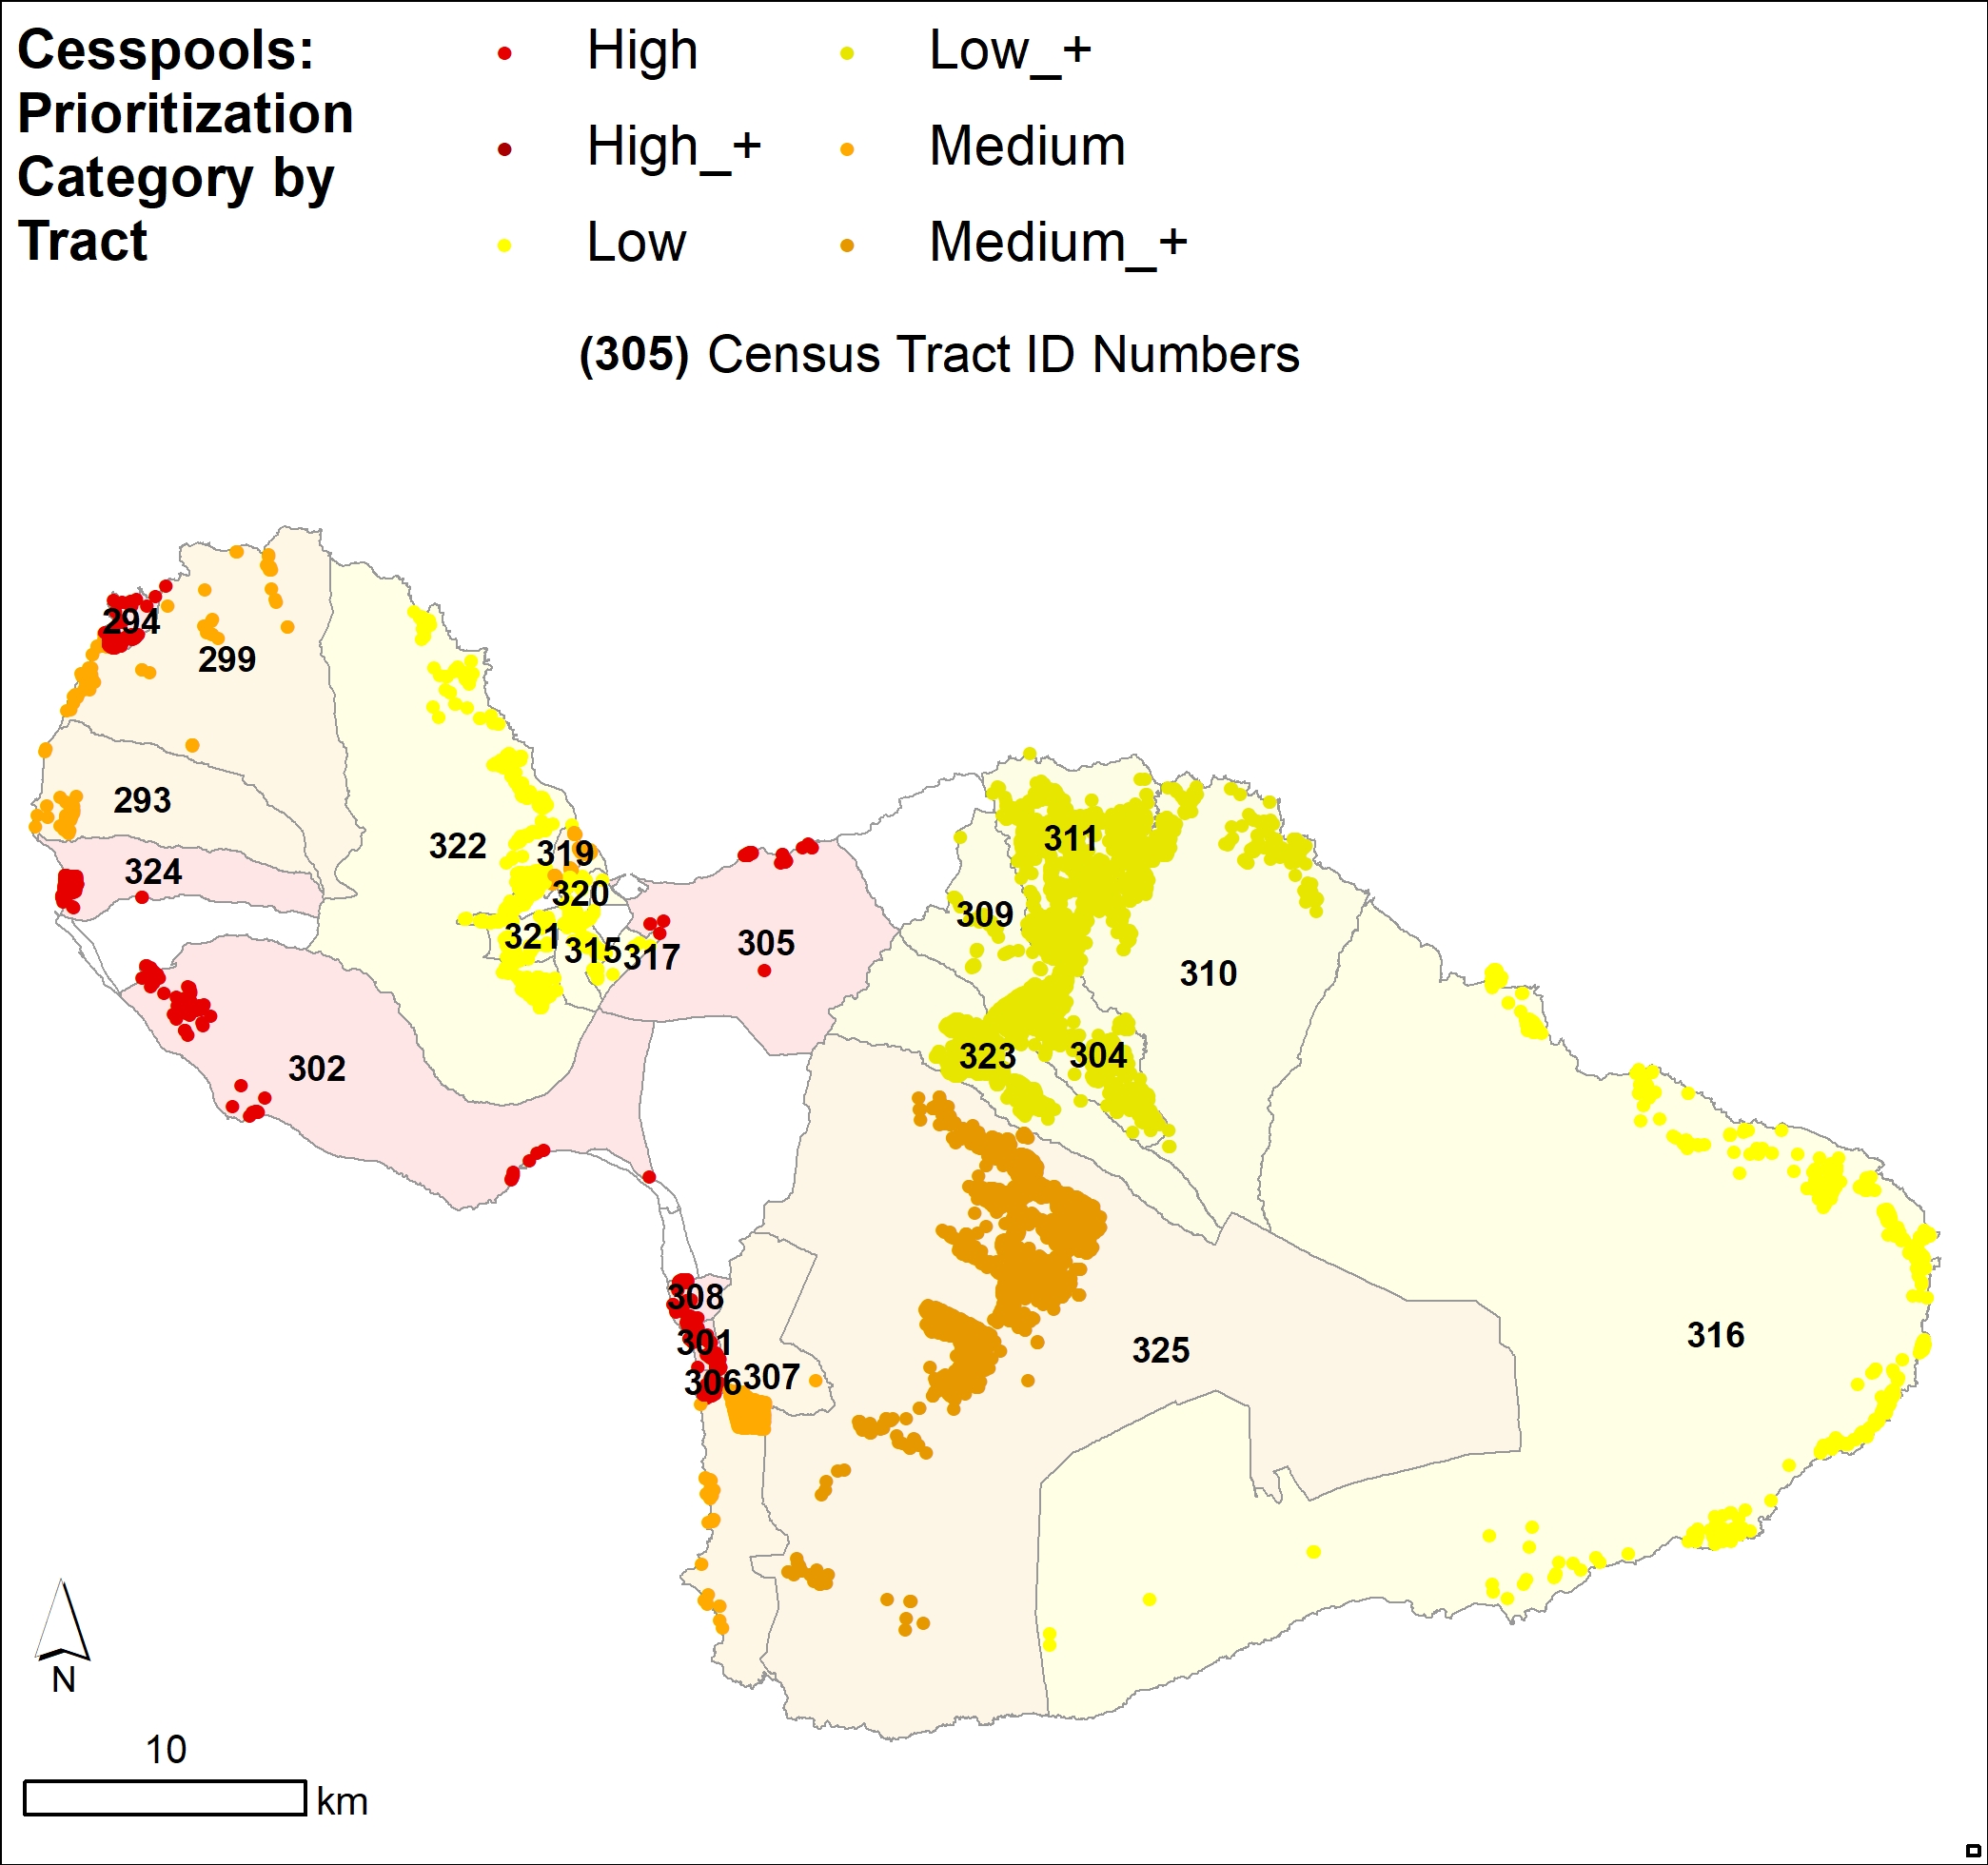 Cesspools:
Prioritization
Category by
Tract
High
High_+
Low
Low_+
Medium
Medium_+
(305) Census Tract ID Numbers
294
299
293
324
322
319
320
321
315
317
305
302
311
309
310
323
304
308
301
306
307
325
316
N
10
km